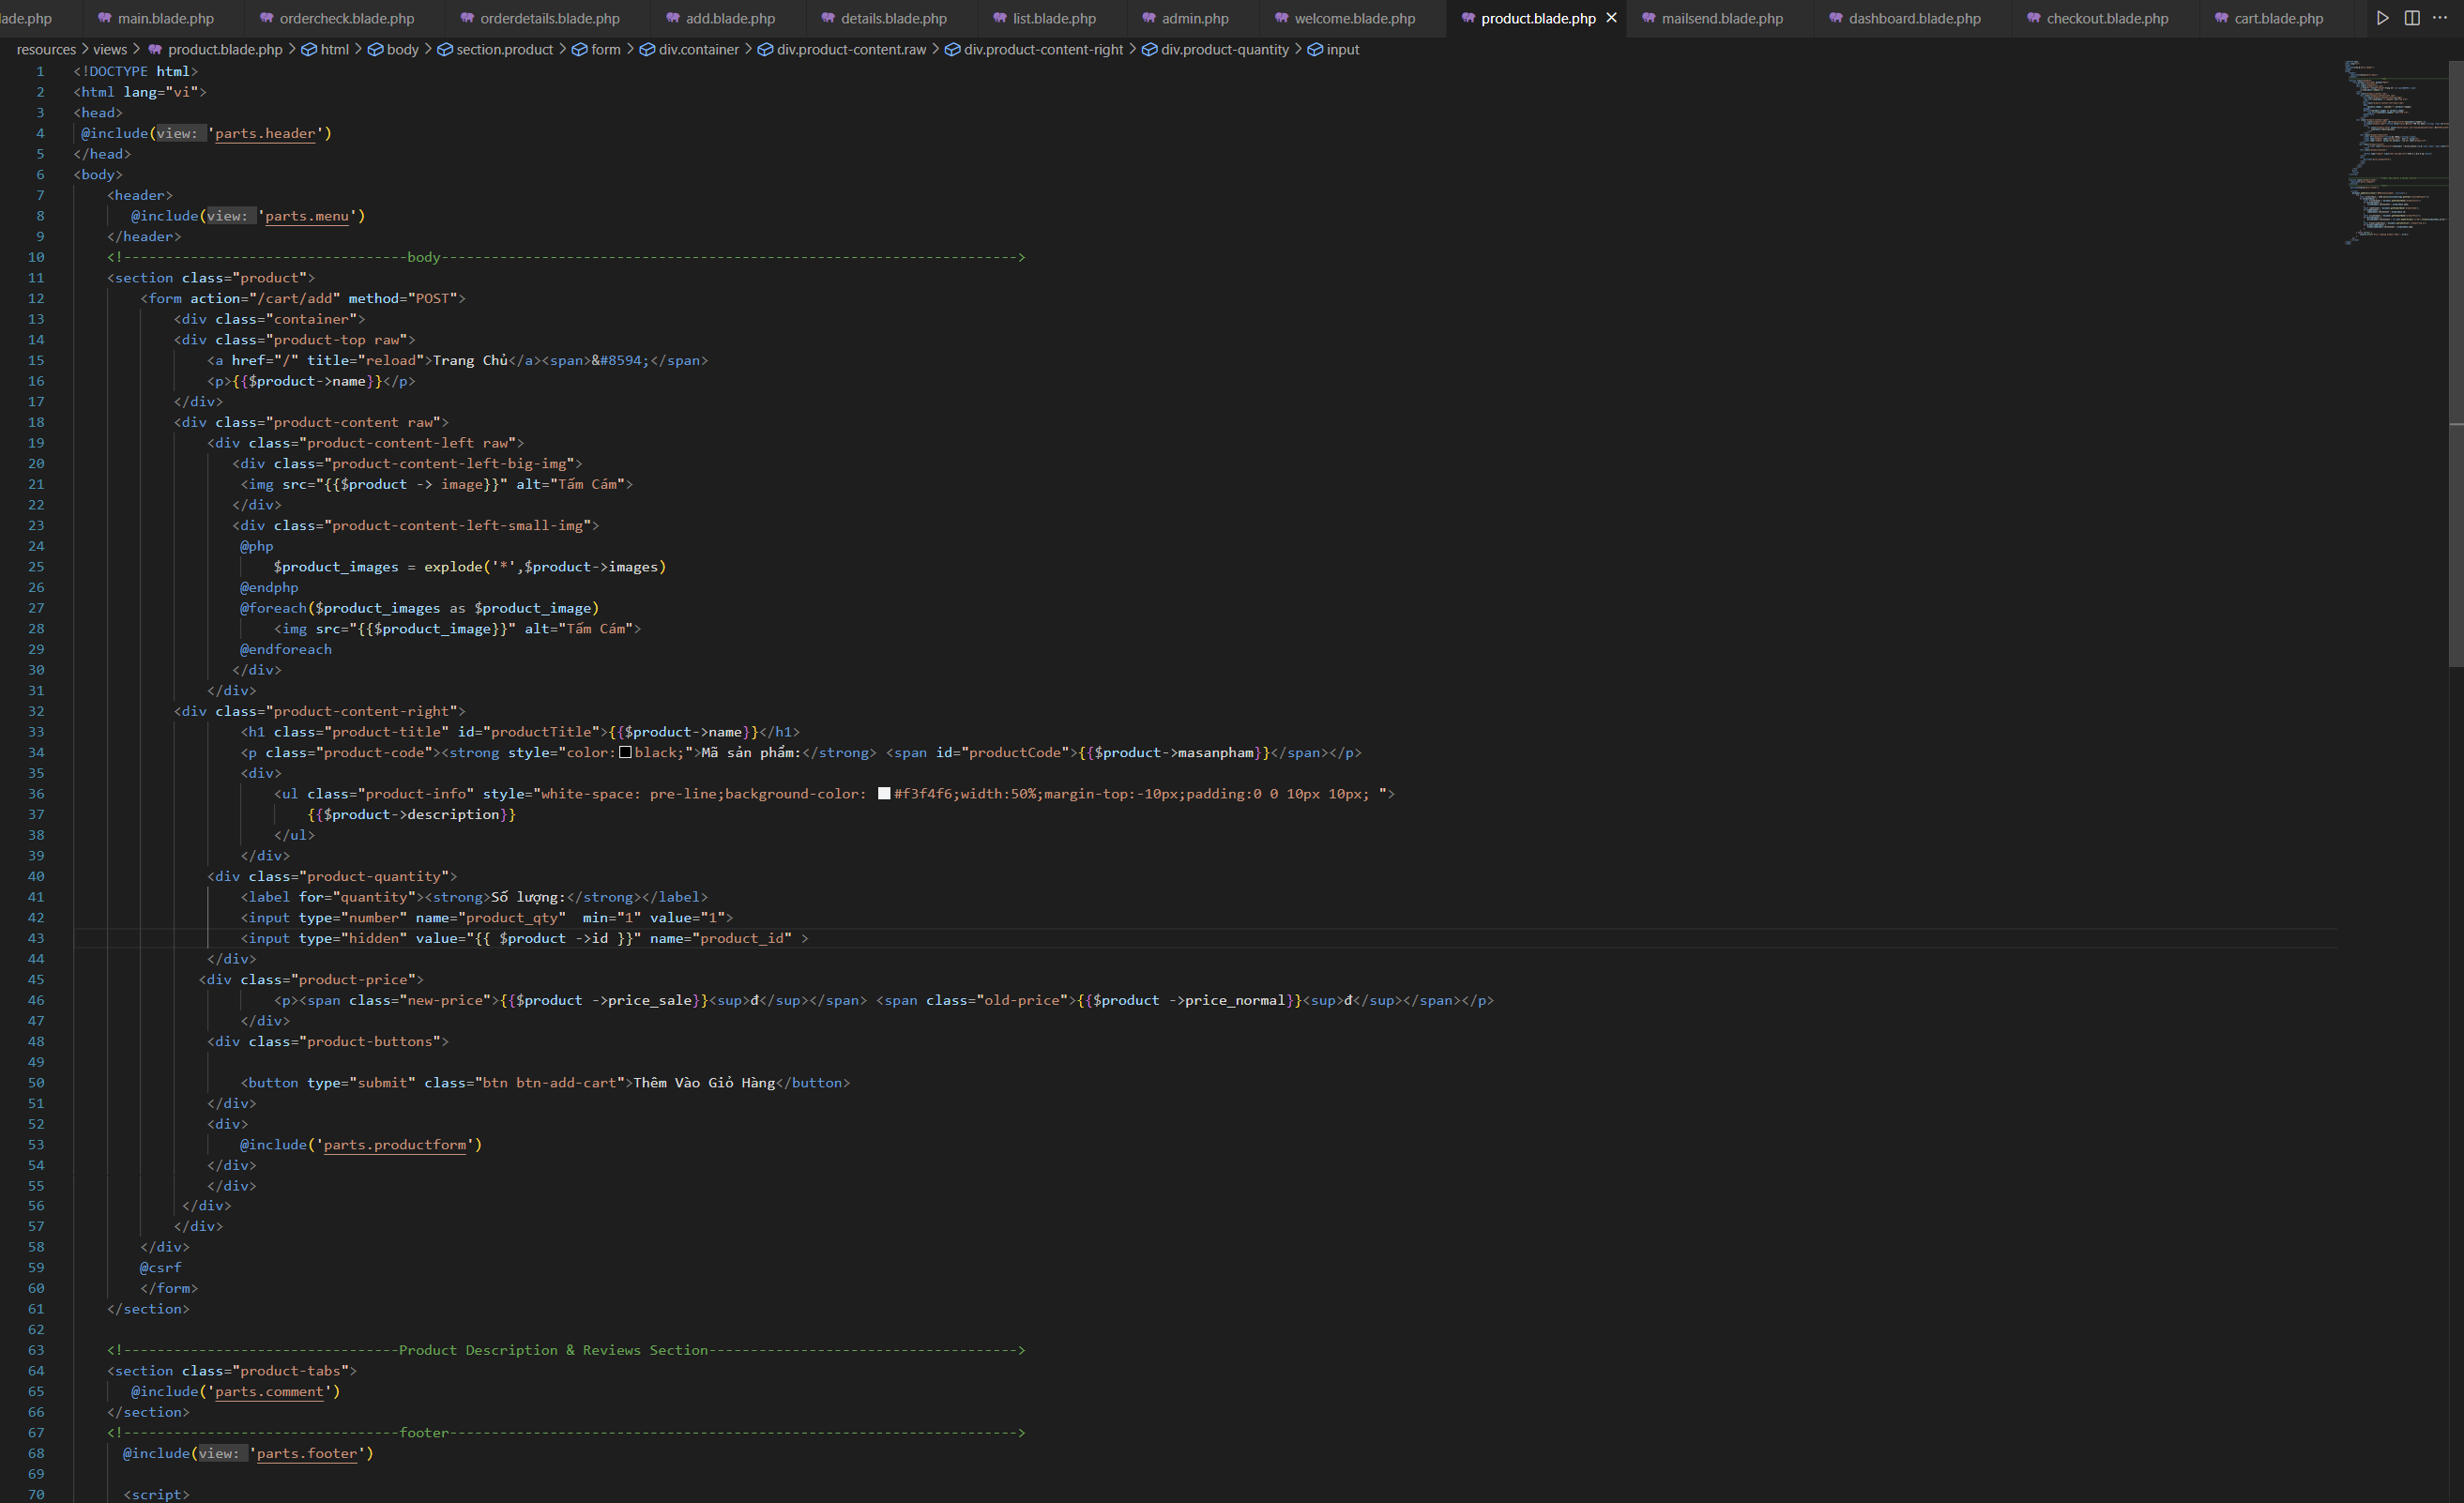 lade.php main.blade.php ordercheck.blade.php orderdetails.blade.php add.blade.php details.blade.php list.blade.php admin.php welcome.blade.php product.blade.php mailsend.blade.php dashboard.blade.php checkout.blade.php cart.blade.php
resources > views > product.blade.php > html > body > section.product > form > div.container > div.product-content.raw > div.product-content-right > div.product-quantity > input
1 <!DOCTYPE html>
2 <html lang="vi">
3 <head>
4 @include(view: 'parts.header')
5 </head>
6 <body>
7 <header>
8 @include(view: 'parts.menu')
9 </header>
10 <!----------------------------------body--------------------------------------------------------------------->
11 <section class="product">
12 <form action="/cart/add" method="POST">
13 <div class="container">
14 <div class="product-top raw">
15 <a href="/" title="reload">Trang Chủ</a><span>&#8594;</span>
16 <p>{{$product->name}}</p>
17 </div>
18 <div class="product-content raw">
19 <div class="product-content-left raw">
20 <div class="product-content-left-big-img">
21 <img src="{{$product -> image}}" alt="Tấm Cám">
22 </div>
23 <div class="product-content-left-small-img">
24 @php
25 $product_images = explode('*',$product->images)
26 @endphp
27 @foreach($product_images as $product_image)
28 <img src="{{$product_image}}" alt="Tấm Cám">
29 @endforeach
30 </div>
31 </div>
32 <div class="product-content-right">
33 <h1 class="product-title" id="productTitle">{{$product->name}}</h1>
34 <p class="product-code"><strong style="color:black;">Mã sản phẩm:</strong> <span id="productCode">{{$product->masanpham}}</span></p>
35 <div>
36 <ul class="product-info" style="white-space: pre-line;background-color: #f3f4f6;width:50%;margin-top:-10px;padding:0 0 10px 10px; ">
37 {{$product->description}}
38 </ul>
39 </div>
40 <div class="product-quantity">
41 <label for="quantity"><strong>Số lượng:</strong></label>
42 <input type="number" name="product_qty"  min="1" value="1">
43 <input type="hidden" value="{{ $product ->id }}" name="product_id" >
44 </div>
45 <div class="product-price">
46 <p><span class="new-price">{{$product ->price_sale}}<sup>đ</sup></span> <span class="old-price">{{$product ->price_normal}}<sup>đ</sup></span></p>
47 </div>
48 <div class="product-buttons">
49
50 <button type="submit" class="btn btn-add-cart">Thêm Vào Giỏ Hàng</button>
51 </div>
52 <div>
53 @include('parts.productform')
54 </div>
55 </div>
56 </div>
57 </div>
58 </div>
59 @csrf
60 </form>
61 </section>
62
63 <!---------------------------------Product Description & Reviews Section------------------------------------->
64 <section class="product-tabs">
65 @include('parts.comment')
66 </section>
67 <!---------------------------------footer-------------------------------------------------------------------->
68 @include(view: 'parts.footer')
69
70 <script>